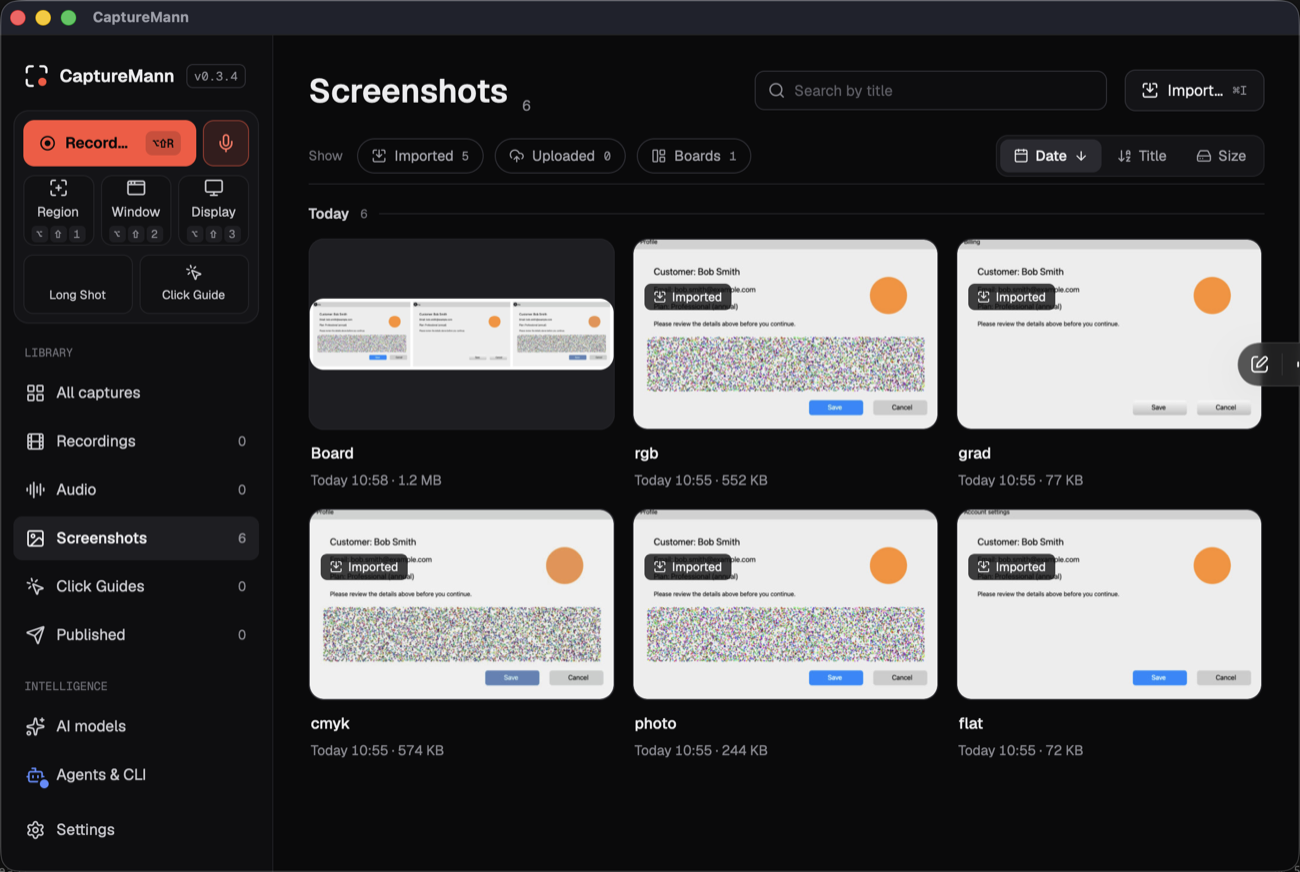 CaptureMann
CaptureMann v0.3.4
Record... ⌥⇧R
Region Window Display
⌥ ⇧ 1 ⌥ ⇧ 2 ⌥ ⇧ 3
Long Shot Click Guide
LIBRARY
All captures
Recordings 0
Audio 0
Screenshots 6
Click Guides 0
Published 0
INTELLIGENCE
AI models
Agents & CLI
Settings
Screenshots 6
Search by title
Import... ⌘I
Show Imported 5 Uploaded 0 Boards 1
Date ↓ Title Size
Today 6
Board
Today 10:58 · 1.2 MB
Profile
Customer: Bob Smith
Imported
Please review the details above before you continue.
Save Cancel
rgb
Today 10:55 · 552 KB
Billing
Customer: Bob Smith
Imported
Please review the details above before you continue.
Save Cancel
grad
Today 10:55 · 77 KB
Profile
Customer: Bob Smith
Imported
Please review the details above before you continue.
Save Cancel
cmyk
Today 10:55 · 574 KB
Profile
Customer: Bob Smith
Imported
Please review the details above before you continue.
Save Cancel
photo
Today 10:55 · 244 KB
Account settings
Customer: Bob Smith
Imported
Please review the details above before you continue.
Save Cancel
flat
Today 10:55 · 72 KB